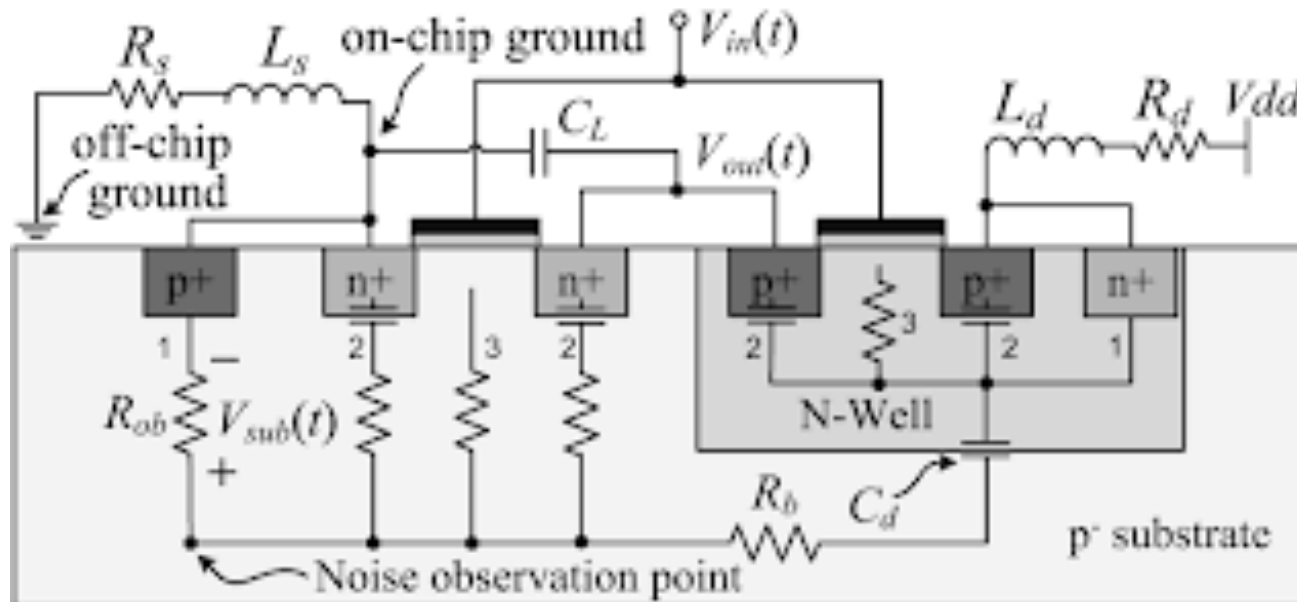 R_s
L_s
on-chip ground
V_in(t)
off-chip
ground
C_L
V_out(t)
L_d
R_d
Vdd
p+
n+
n+
p+
p+
n+
1
2
3
2
2
3
2
1
R_ob
V_sub(t)
−
+
N-Well
R_b
C_d
p- substrate
Noise observation point